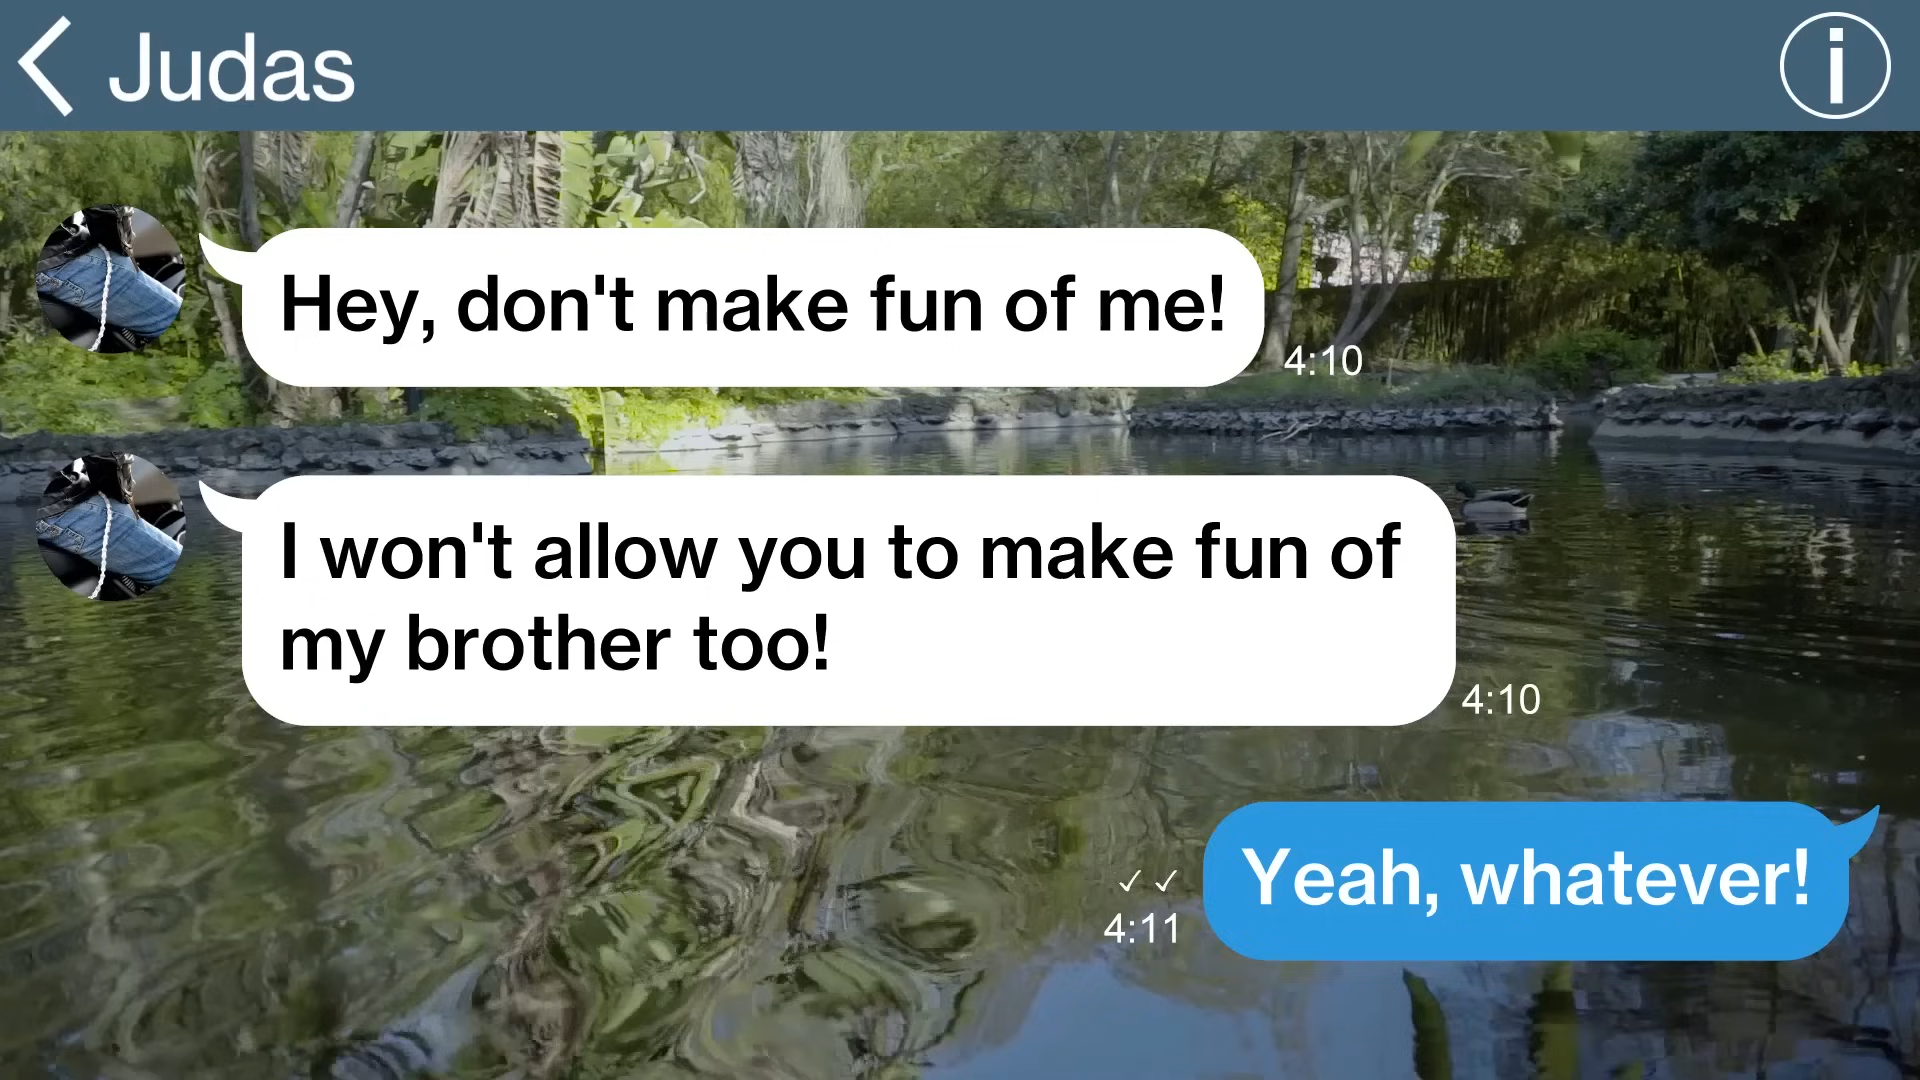 Judas
Hey, don't make fun of me!
4:10
I won't allow you to make fun of
my brother too!
4:10
Yeah, whatever!
✓✓
4:11